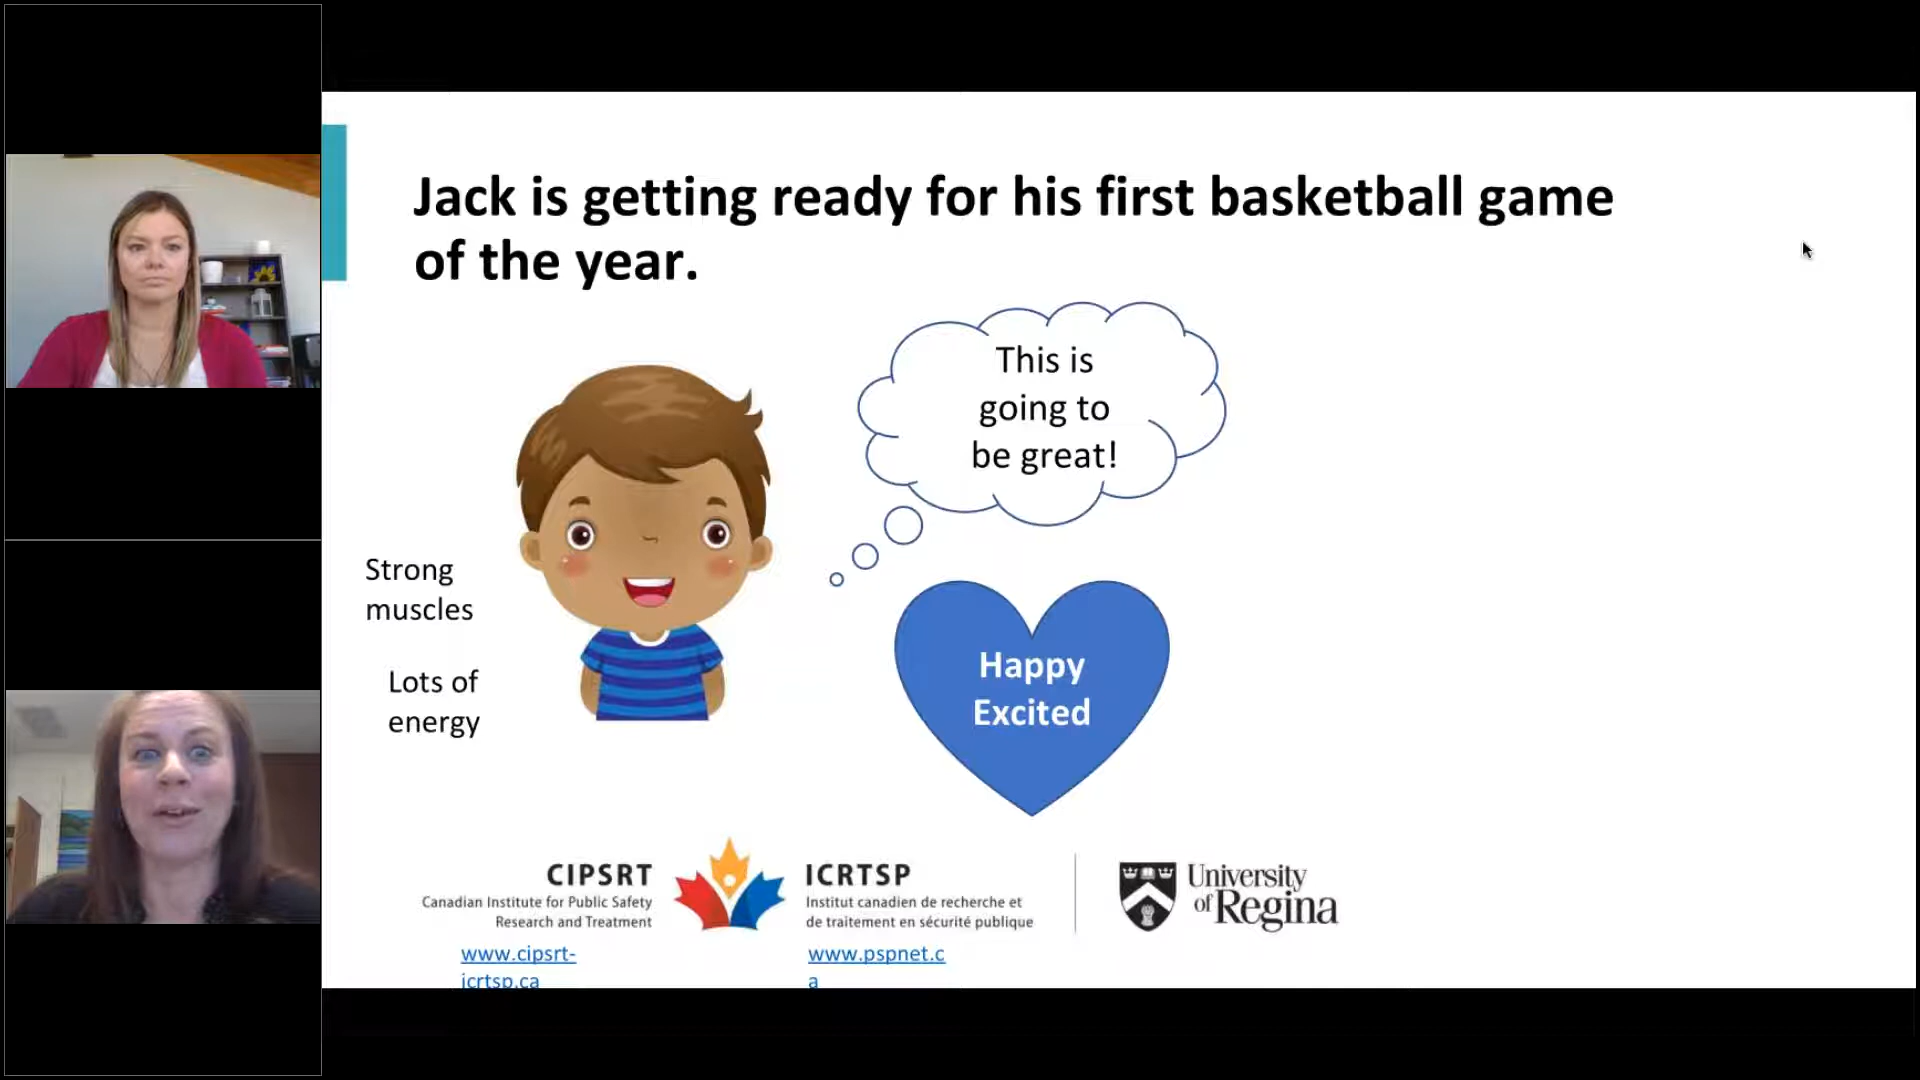 Jack is getting ready for his first basketball game
of the year.
This is
going to
be great!
Strong
muscles
Lots of
energy
Happy
Excited
CIPSRT
Canadian Institute for Public Safety
Research and Treatment
ICRTSP
Institut canadien de recherche et
de traitement en sécurité publique
University
of Regina
www.cipsrt-
icrtsp.ca
www.pspnet.c
a